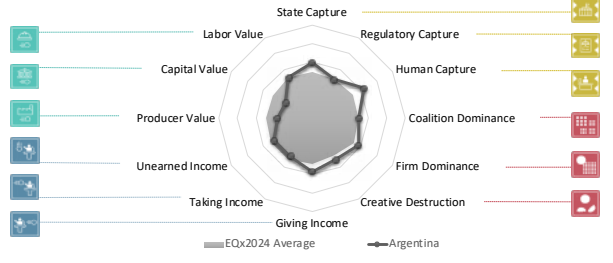 State Capture
Labor Value
Regulatory Capture
Capital Value
Human Capture
Producer Value
Coalition Dominance
Unearned Income
Firm Dominance
Taking Income
Creative Destruction
Giving Income
EQx2024 Average
Argentina